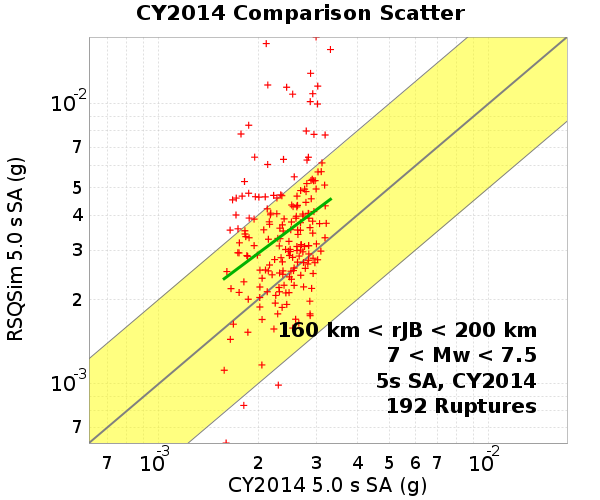 CY2014 Comparison Scatter
RSQSim 5.0 s SA (g)
10-2
7
5
4
3
2
10-3
7
160 km < rJB < 200 km
7 < Mw < 7.5
5s SA, CY2014
192 Ruptures
7 10-3 2 3 4 5 6 7 10-2
CY2014 5.0 s SA (g)